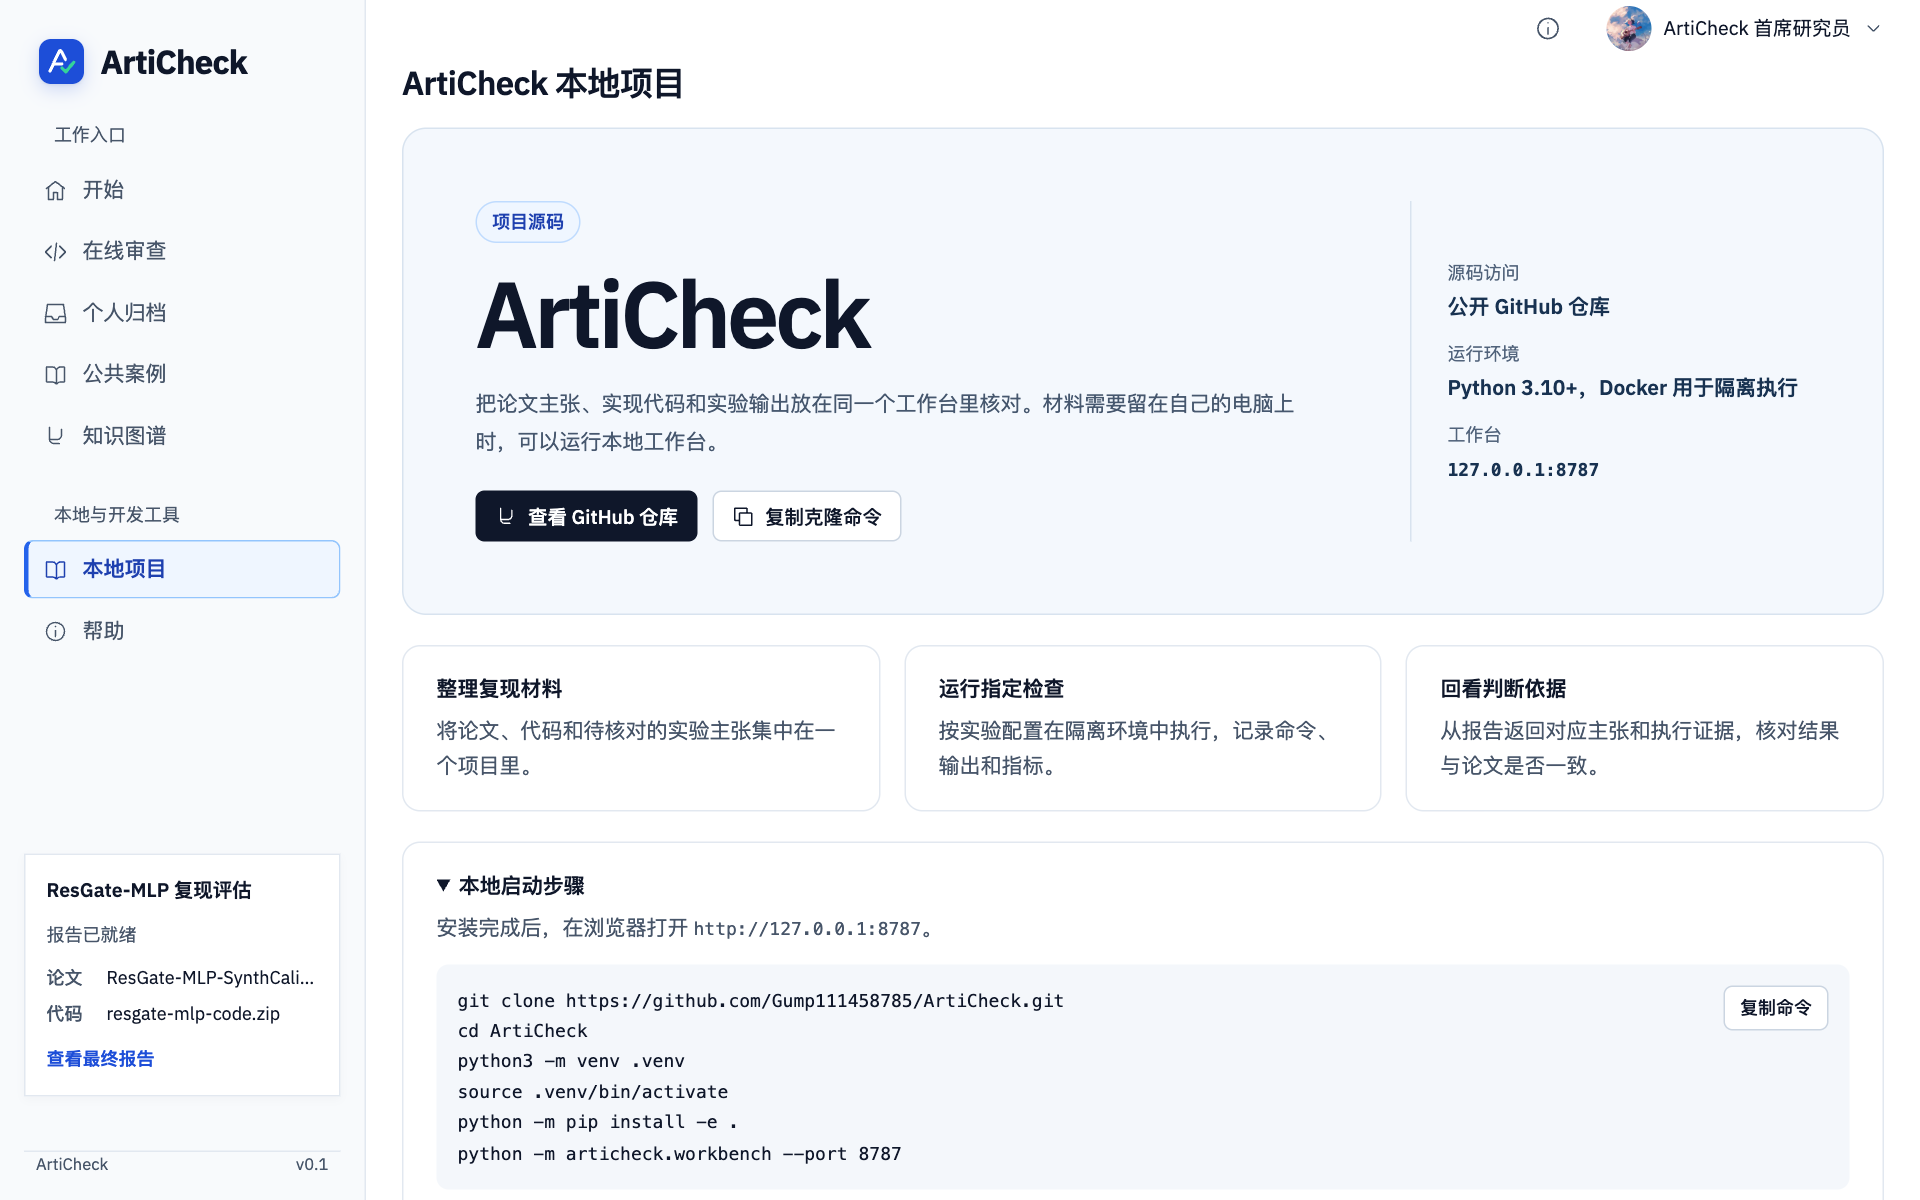 ArtiCheck
工作入口
开始
在线审查
个人归档
公共案例
知识图谱
本地与开发工具
本地项目
帮助
ResGate-MLP 复现评估
报告已就绪
论文 ResGate-MLP-SynthCali...
代码 resgate-mlp-code.zip
查看最终报告
ArtiCheck v0.1
ArtiCheck 首席研究员
ArtiCheck 本地项目
项目源码
ArtiCheck
把论文主张、实现代码和实验输出放在同一个工作台里核对。材料需要留在自己的电脑上
时，可以运行本地工作台。
查看 GitHub 仓库
复制克隆命令
源码访问
公开 GitHub 仓库
运行环境
Python 3.10+，Docker 用于隔离执行
工作台
127.0.0.1:8787
整理复现材料
将论文、代码和待核对的实验主张集中在一
个项目里。
运行指定检查
按实验配置在隔离环境中执行，记录命令、
输出和指标。
回看判断依据
从报告返回对应主张和执行证据，核对结果
与论文是否一致。
▼ 本地启动步骤
安装完成后，在浏览器打开 http://127.0.0.1:8787。
复制命令
git clone https://github.com/Gump111458785/ArtiCheck.git
cd ArtiCheck
python3 -m venv .venv
source .venv/bin/activate
python -m pip install -e .
python -m articheck.workbench --port 8787